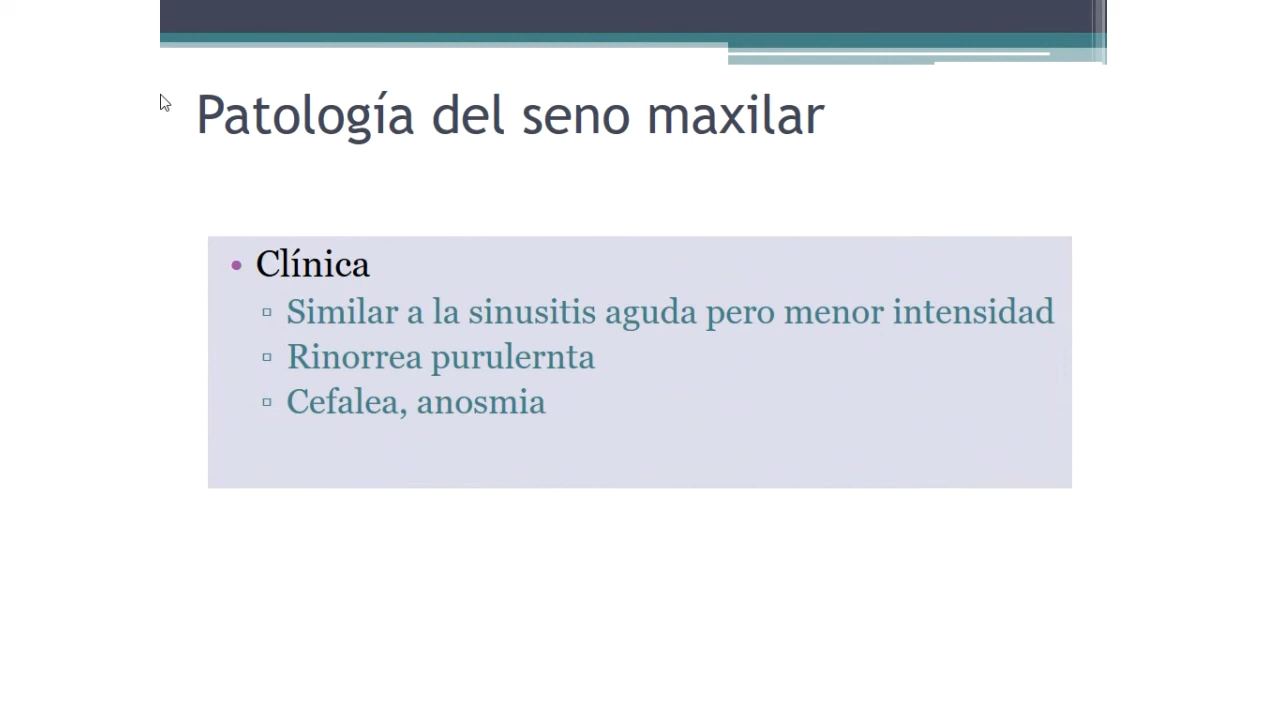 Patología del seno maxilar
• Clínica
▫ Similar a la sinusitis aguda pero menor intensidad
▫ Rinorrea purulernta
▫ Cefalea, anosmia